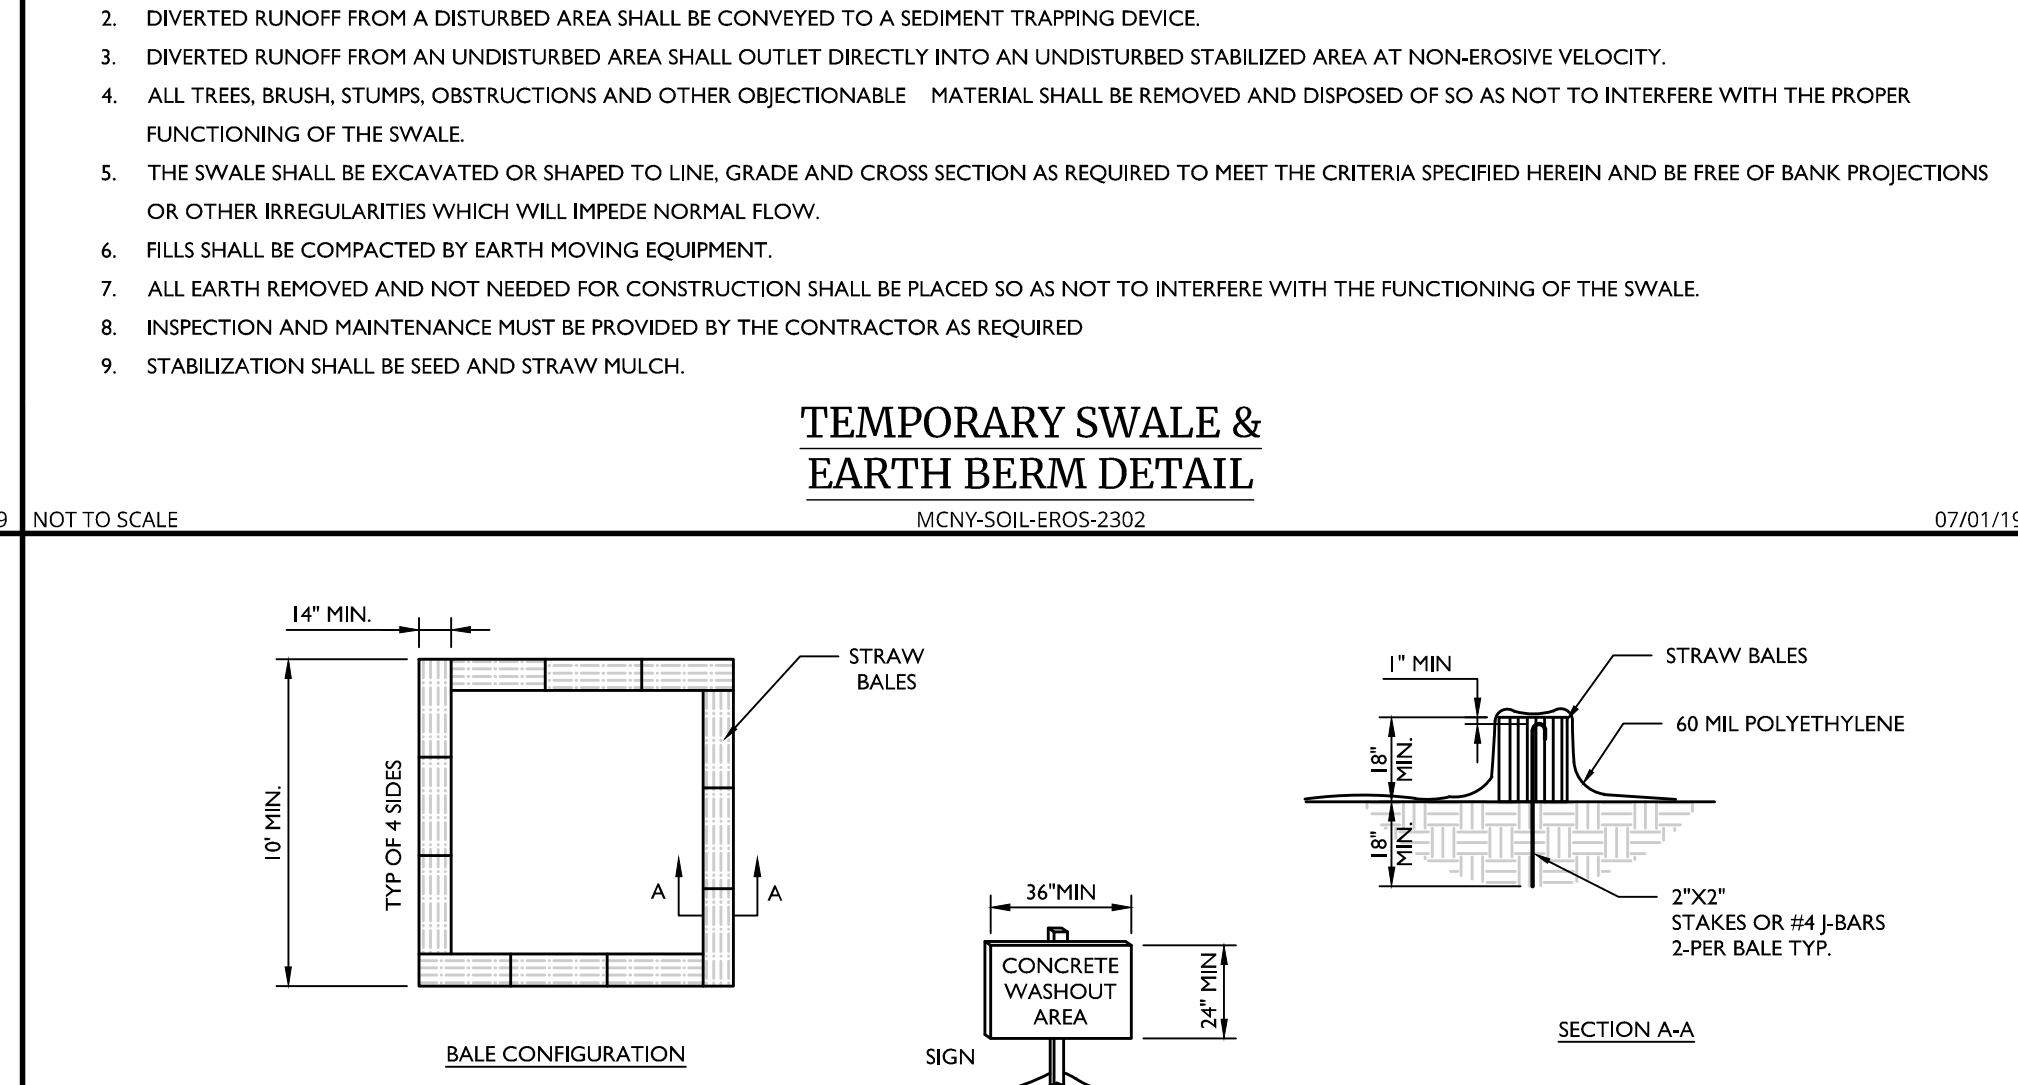 2. DIVERTED RUNOFF FROM A DISTURBED AREA SHALL BE CONVEYED TO A SEDIMENT TRAPPING DEVICE.
3. DIVERTED RUNOFF FROM AN UNDISTURBED AREA SHALL OUTLET DIRECTLY INTO AN UNDISTURBED STABILIZED AREA AT NON-EROSIVE VELOCITY.
4. ALL TREES, BRUSH, STUMPS, OBSTRUCTIONS AND OTHER OBJECTIONABLE MATERIAL SHALL BE REMOVED AND DISPOSED OF SO AS NOT TO INTERFERE WITH THE PROPER
FUNCTIONING OF THE SWALE.
5. THE SWALE SHALL BE EXCAVATED OR SHAPED TO LINE, GRADE AND CROSS SECTION AS REQUIRED TO MEET THE CRITERIA SPECIFIED HEREIN AND BE FREE OF BANK PROJECTIONS
OR OTHER IRREGULARITIES WHICH WILL IMPEDE NORMAL FLOW.
6. FILLS SHALL BE COMPACTED BY EARTH MOVING EQUIPMENT.
7. ALL EARTH REMOVED AND NOT NEEDED FOR CONSTRUCTION SHALL BE PLACED SO AS NOT TO INTERFERE WITH THE FUNCTIONING OF THE SWALE.
8. INSPECTION AND MAINTENANCE MUST BE PROVIDED BY THE CONTRACTOR AS REQUIRED
9. STABILIZATION SHALL BE SEED AND STRAW MULCH.
TEMPORARY SWALE &
EARTH BERM DETAIL
9
NOT TO SCALE
MCNY-SOIL-EROS-2302
07/01/19
14" MIN.
10' MIN.
TYP OF 4 SIDES
STRAW
BALES
A
A
BALE CONFIGURATION
36"MIN
CONCRETE
WASHOUT
AREA
24" MIN
SIGN
1" MIN
18"
MIN.
18"
MIN.
STRAW BALES
60 MIL POLYETHYLENE
2"X2"
STAKES OR #4 J-BARS
2-PER BALE TYP.
SECTION A-A